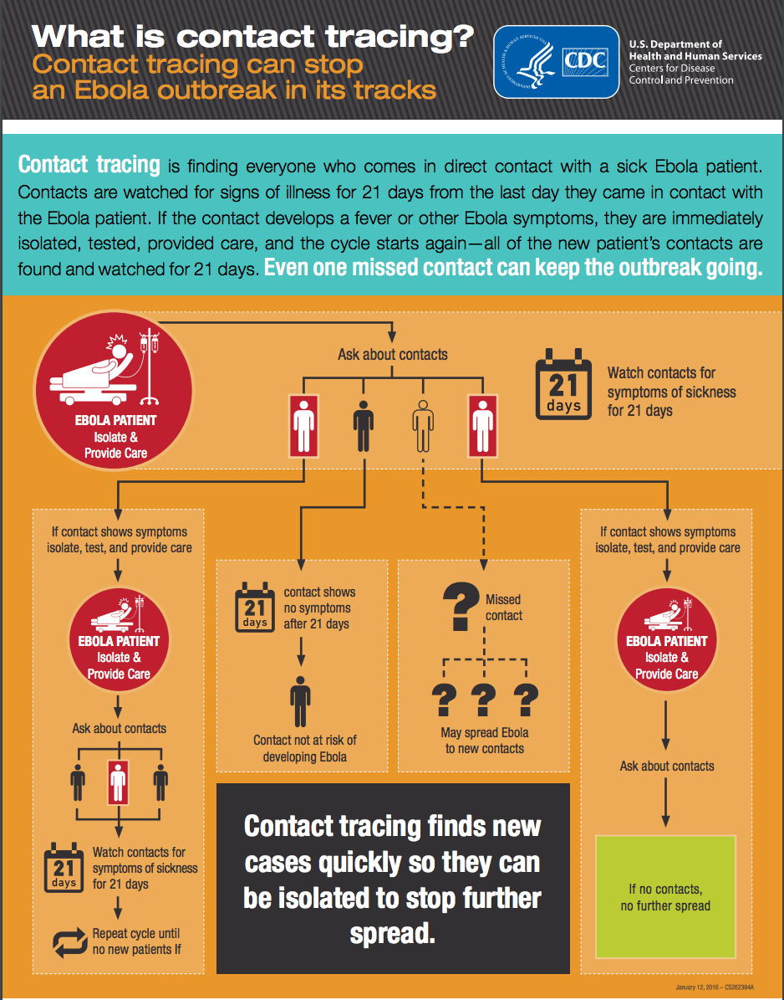 What is contact tracing?
Contact tracing can stop
an Ebola outbreak in its tracks
DEPARTMENT OF HEALTH & HUMAN SERVICES · USA
CDC
U.S. Department of
Health and Human Services
Centers for Disease
Control and Prevention
Contact tracing is finding everyone who comes in direct contact with a sick Ebola patient.
Contacts are watched for signs of illness for 21 days from the last day they came in contact with
the Ebola patient. If the contact develops a fever or other Ebola symptoms, they are immediately
isolated, tested, provided care, and the cycle starts again—all of the new patient's contacts are
found and watched for 21 days. Even one missed contact can keep the outbreak going.
EBOLA PATIENT
Isolate &
Provide Care
Ask about contacts
21
days
Watch contacts for
symptoms of sickness
for 21 days
If contact shows symptoms
isolate, test, and provide care
EBOLA PATIENT
Isolate &
Provide Care
Ask about contacts
21
days
Watch contacts for
symptoms of sickness
for 21 days
Repeat cycle until
no new patients If
21
days
contact shows
no symptoms
after 21 days
Contact not at risk of
developing Ebola
? Missed
contact
? ? ?
May spread Ebola
to new contacts
If contact shows symptoms
isolate, test, and provide care
EBOLA PATIENT
Isolate &
Provide Care
Ask about contacts
If no contacts,
no further spread
Contact tracing finds new
cases quickly so they can
be isolated to stop further
spread.
January 12, 2016 – CS262384A